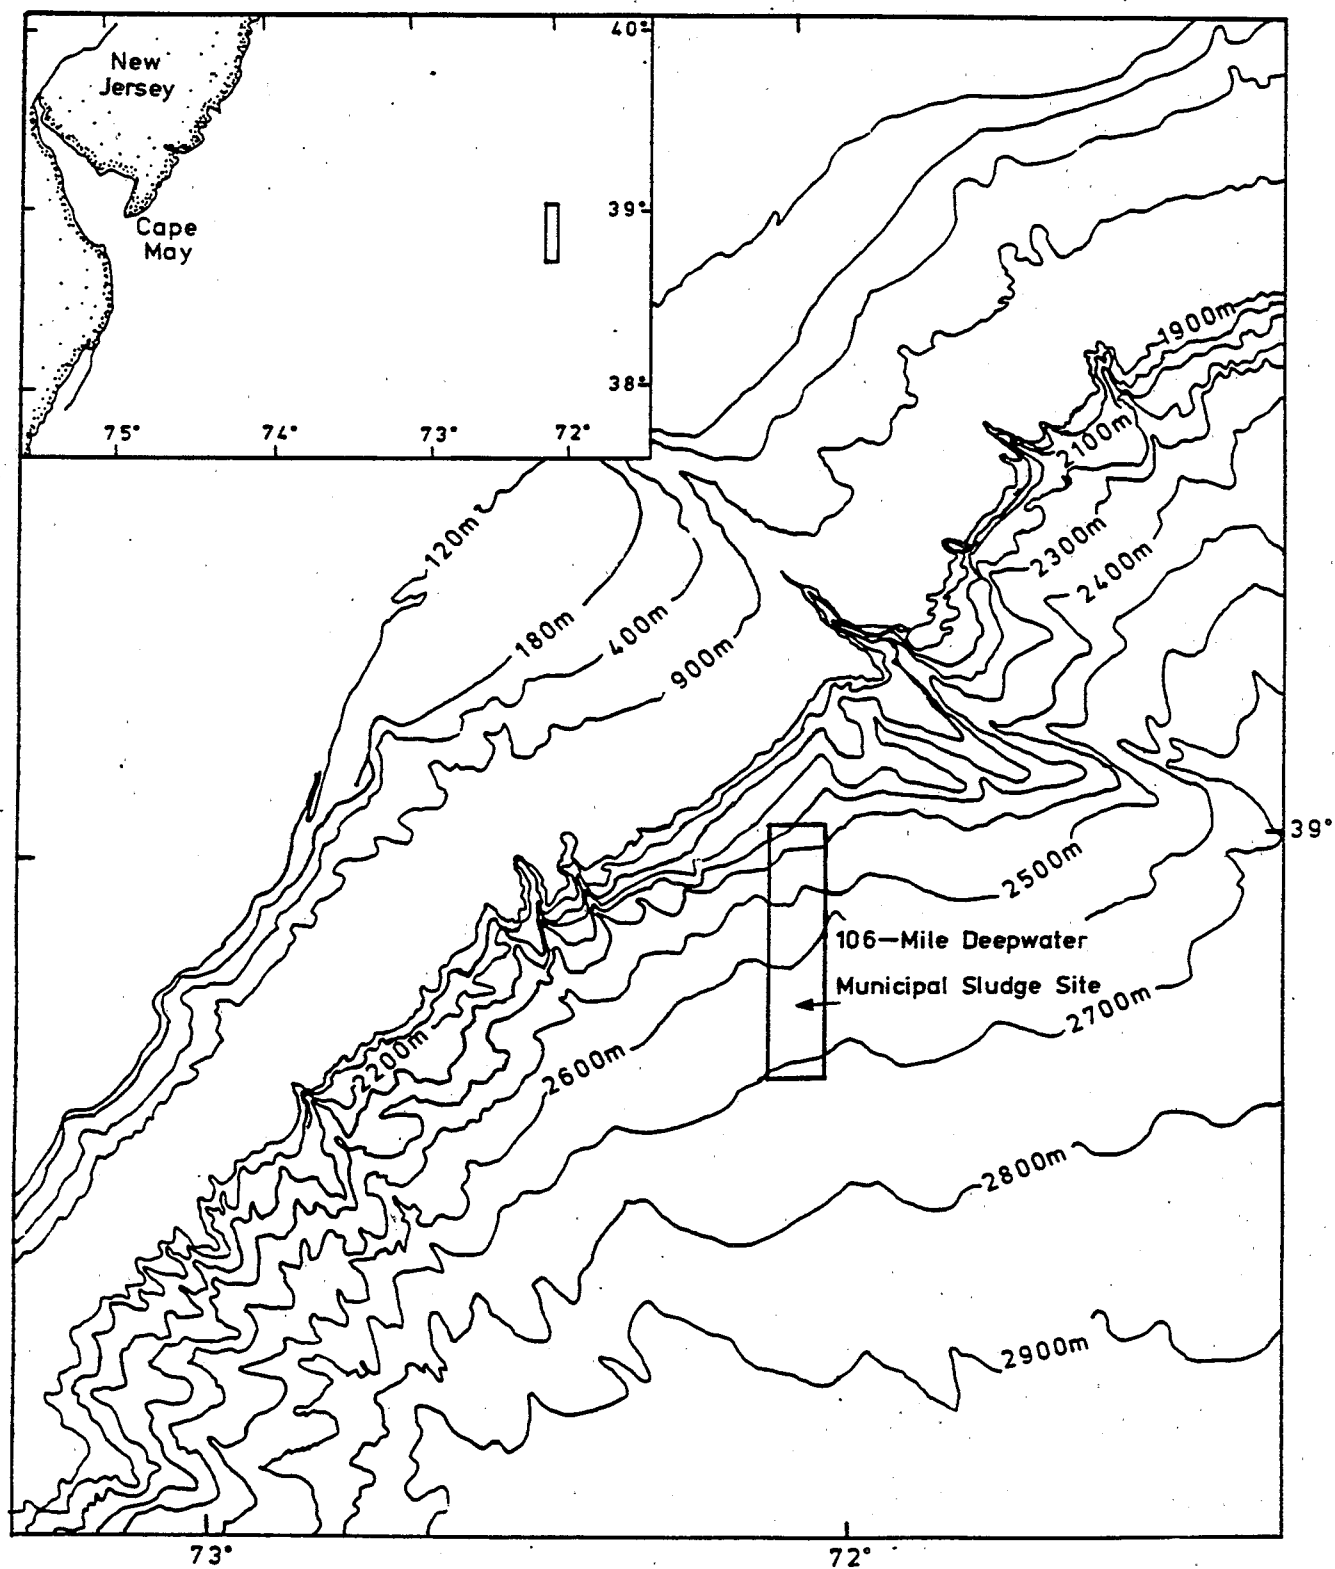 New
Jersey
Cape
May
40°
39°
38°
75°
74°
73°
72°
1900m
2100m
2300m
2400m
120m
180m
400m
900m
39°
2500m
106—Mile Deepwater
Municipal Sludge Site
2700m
2200m
2600m
2800m
2900m
73°
72°